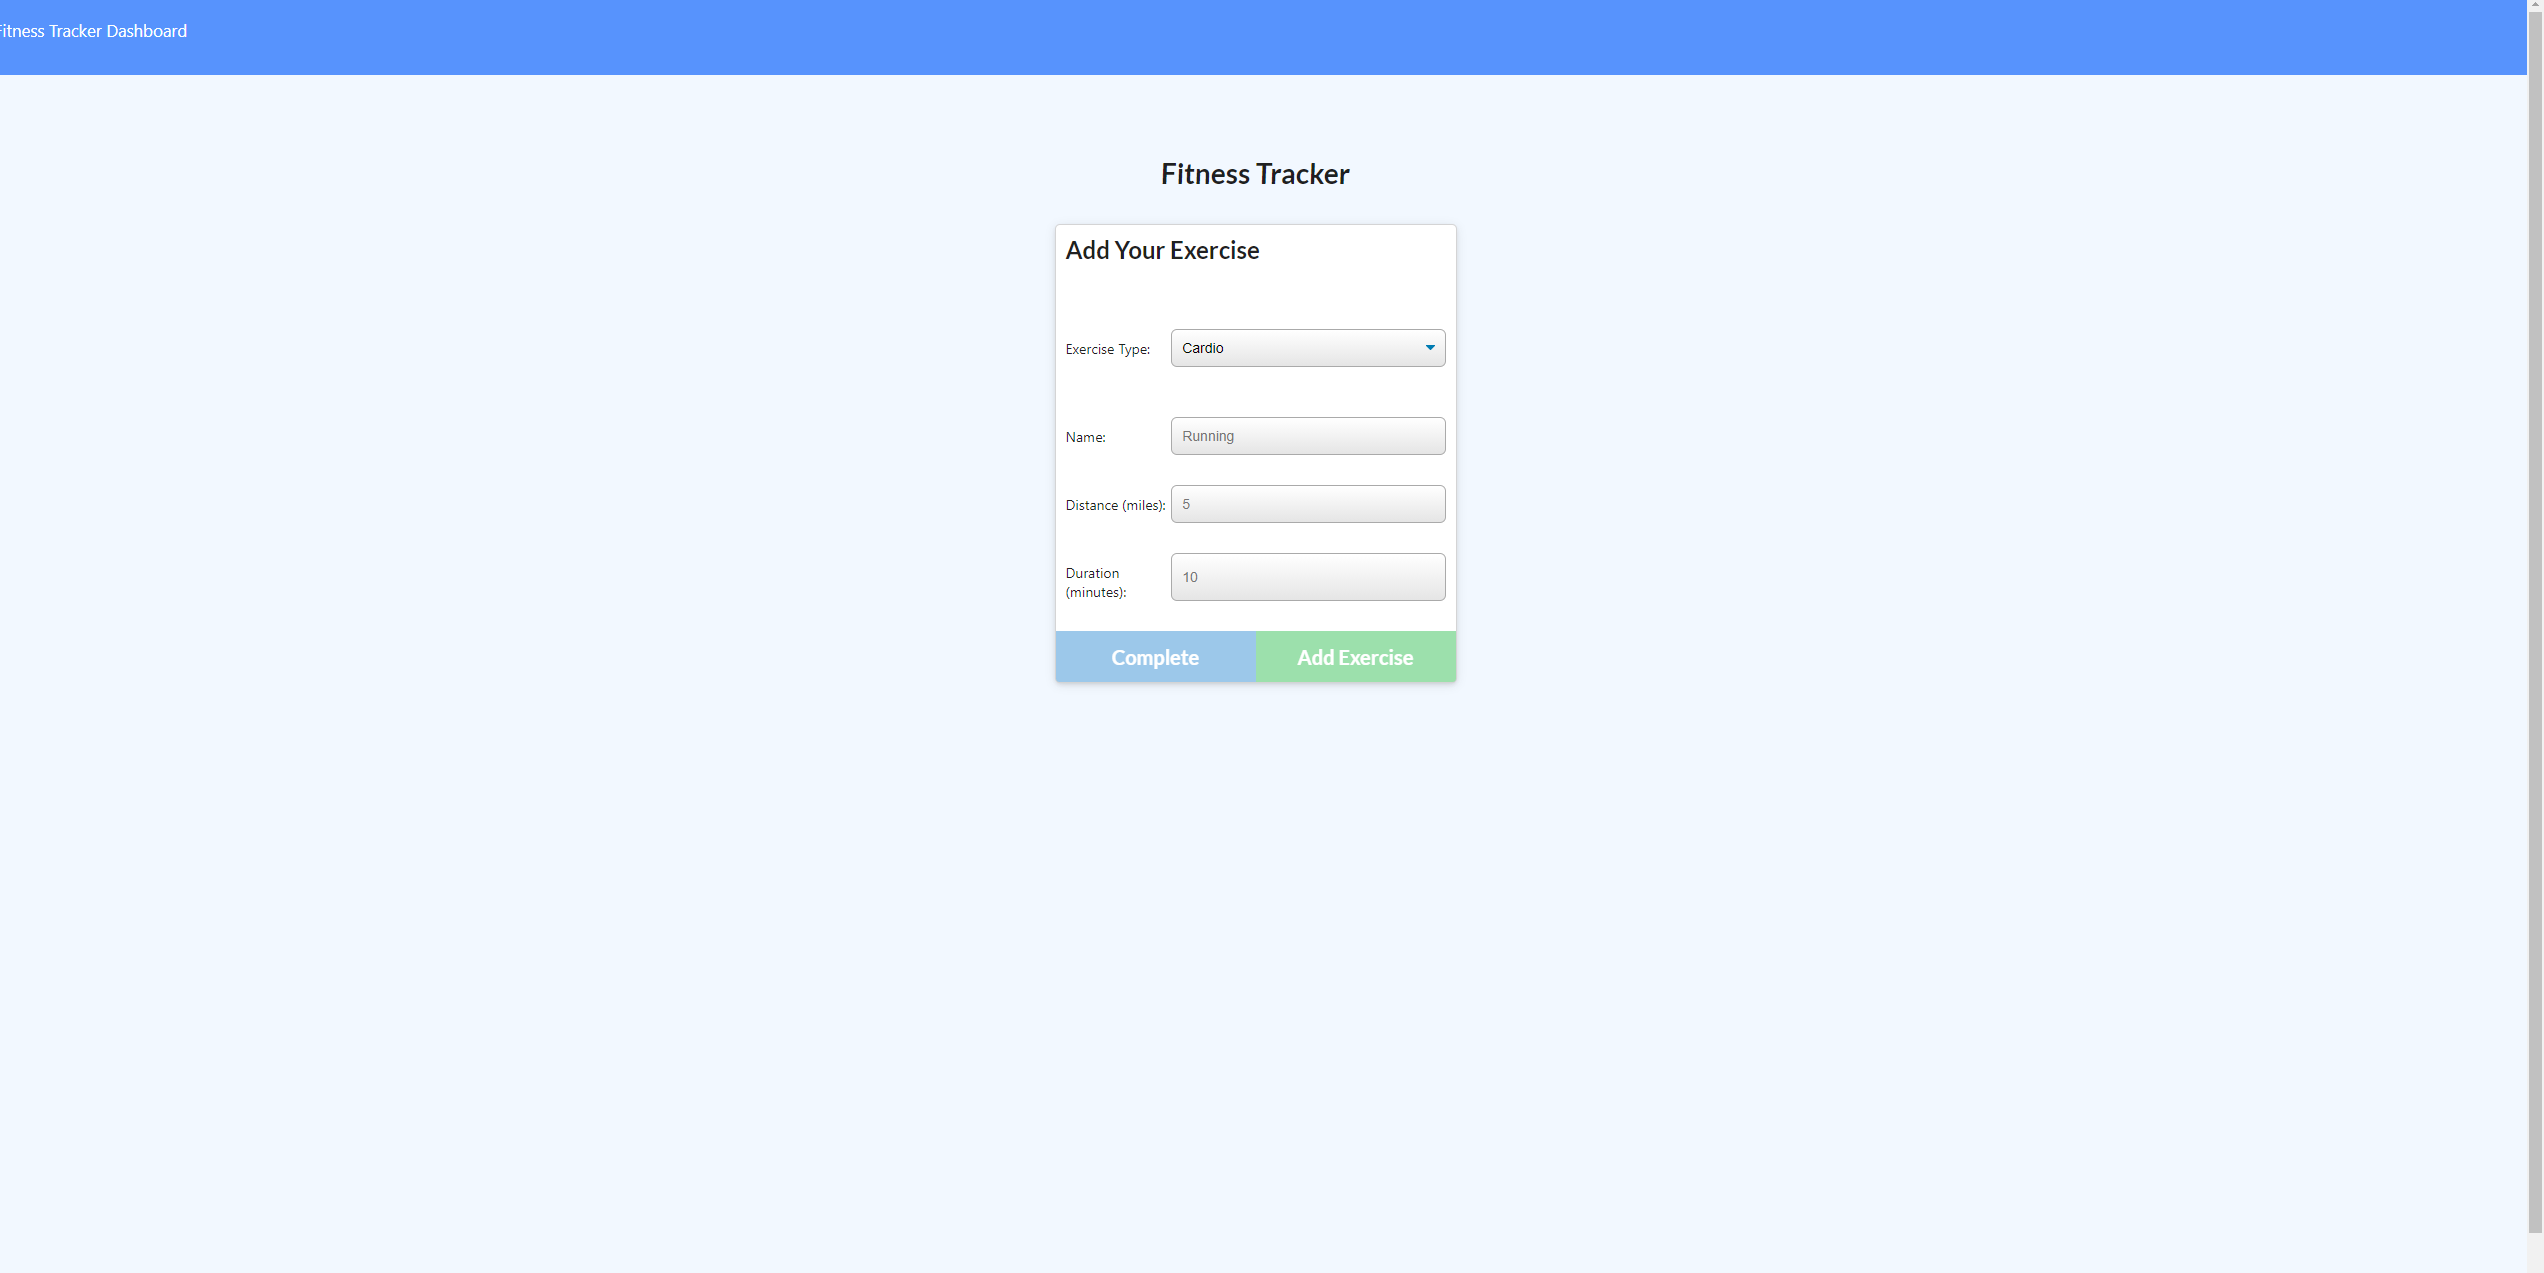 Fitness Tracker Dashboard
Fitness Tracker
Add Your Exercise
Exercise Type: Cardio
Name: Running
Distance (miles): 5
Duration
(minutes): 10
Complete Add Exercise